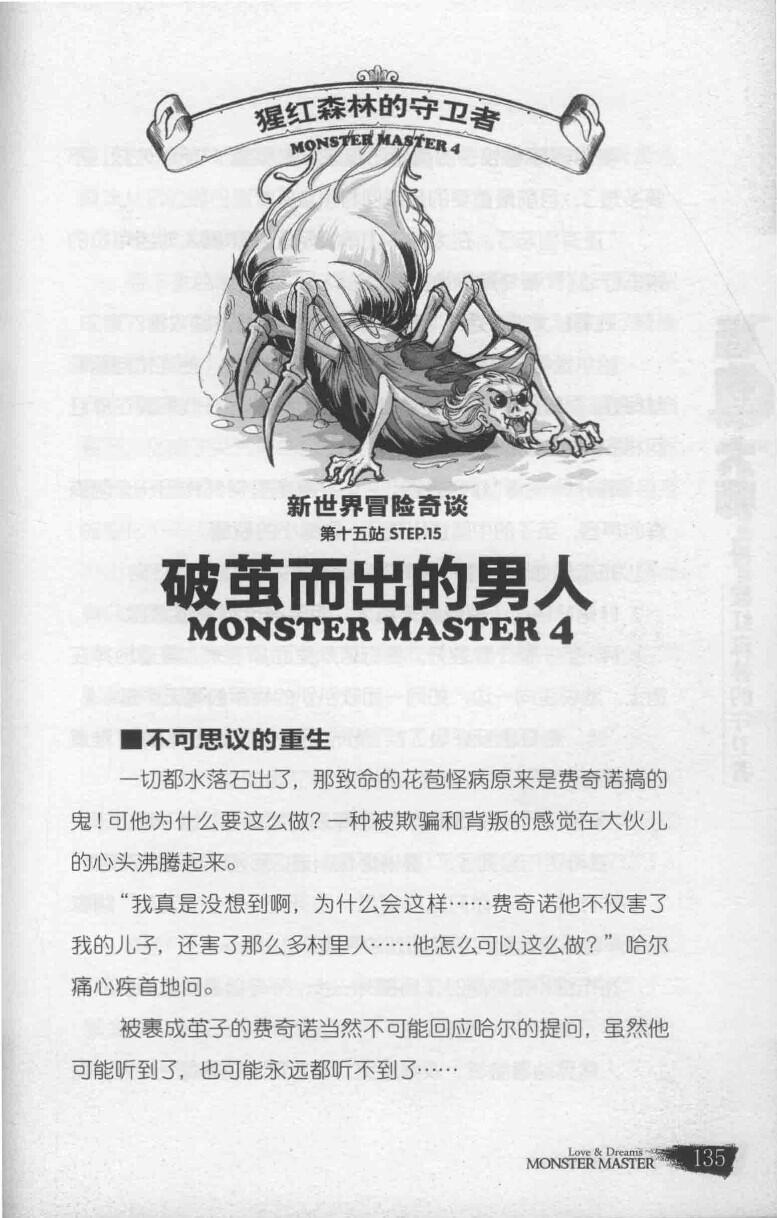 猩红森林的守卫者
MONSTER MASTER 4
新世界冒险奇谈
第十五站 STEP.15
破茧而出的男人
MONSTER MASTER 4
■不可思议的重生
一切都水落石出了，那致命的花苞怪病原来是费奇诺搞的
鬼！可他为什么要这么做？一种被欺骗和背叛的感觉在大伙儿
的心头沸腾起来。
“我真是没想到啊，为什么会这样……费奇诺他不仅害了
我的儿子，还害了那么多村里人……他怎么可以这么做？”哈尔
痛心疾首地问。
被裹成茧子的费奇诺当然不可能回应哈尔的提问，虽然他
可能听到了，也可能永远都听不到了……
Love & Dreams
MONSTER MASTER
135